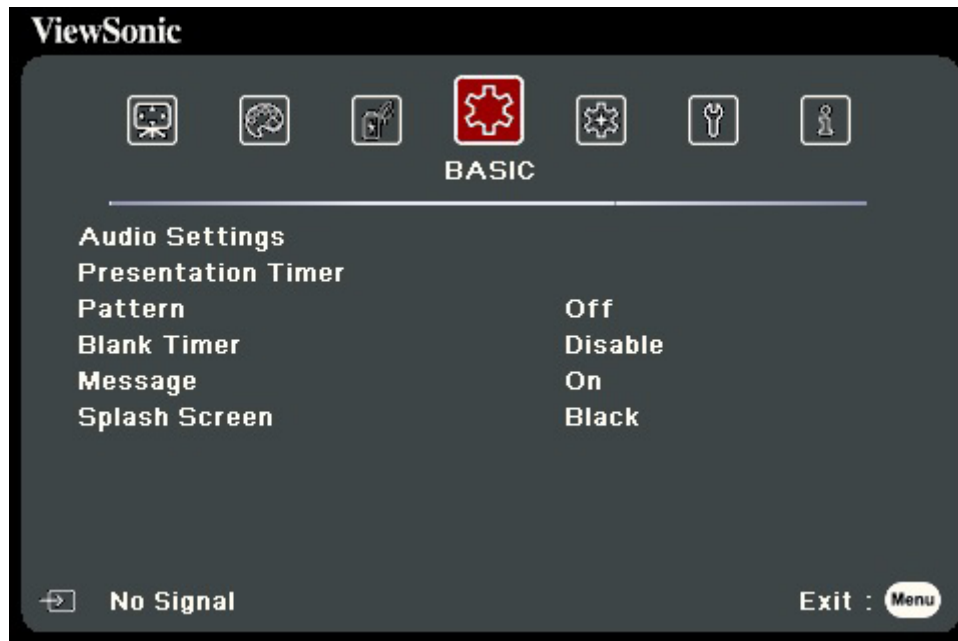 ViewSonic
BASIC
Audio Settings
Presentation Timer
Pattern Off
Blank Timer Disable
Message On
Splash Screen Black
No Signal Exit : Menu